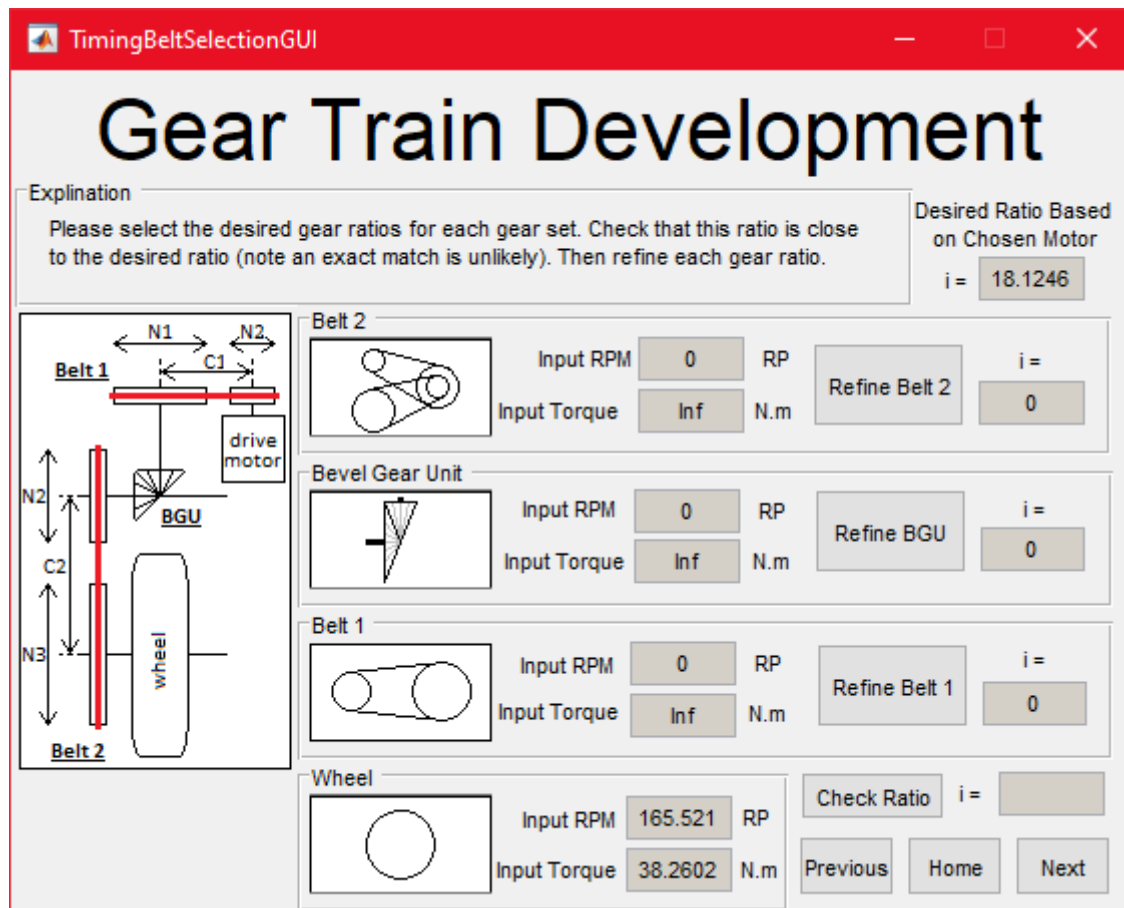 TimingBeltSelectionGUI
Gear Train Development
Explination
Please select the desired gear ratios for each gear set. Check that this ratio is close
to the desired ratio (note an exact match is unlikely). Then refine each gear ratio.
Desired Ratio Based
on Chosen Motor
i = 18.1246
N1 N2
C1
Belt 1
drive
motor
N2
BGU
C2
wheel
N3
Belt 2
Belt 2
Input RPM 0 RP
Input Torque Inf N.m
Refine Belt 2
i =
0
Bevel Gear Unit
Input RPM 0 RP
Input Torque Inf N.m
Refine BGU
i =
0
Belt 1
Input RPM 0 RP
Input Torque Inf N.m
Refine Belt 1
i =
0
Wheel
Input RPM 165.521 RP
Input Torque 38.2602 N.m
Check Ratio i =
Previous Home Next